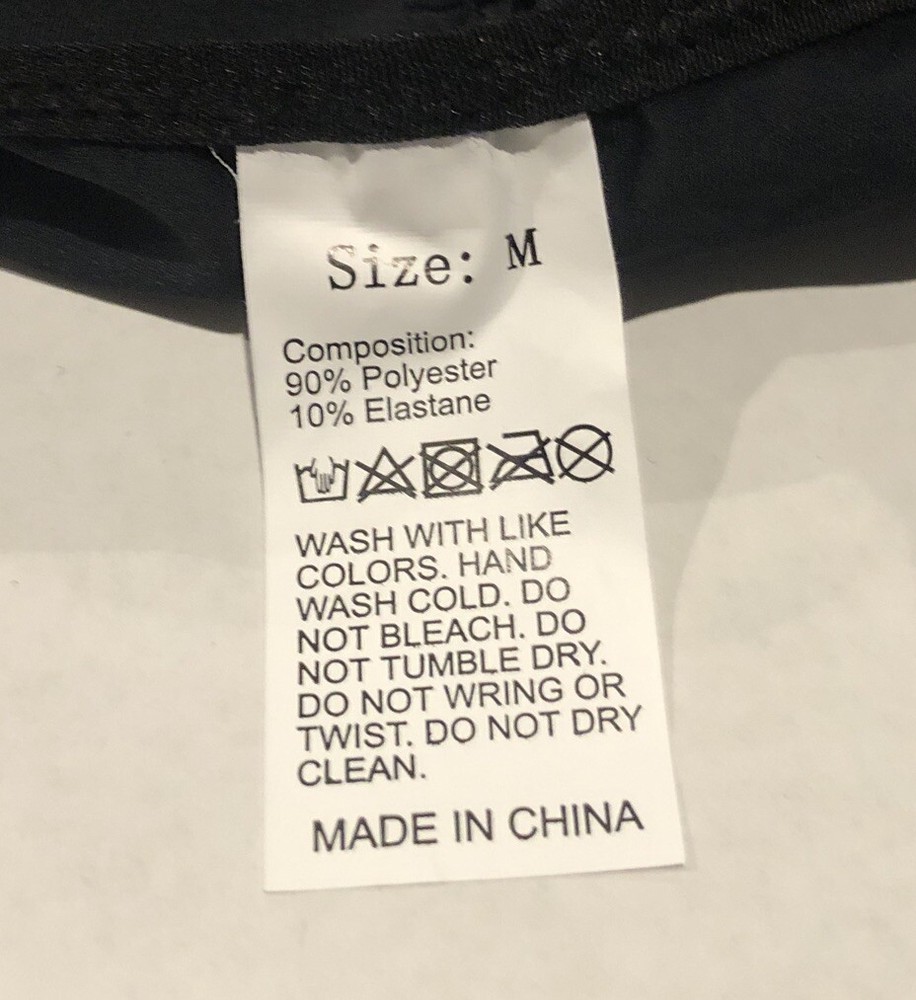 Size: M
Composition:
90% Polyester
10% Elastane
WASH WITH LIKE
COLORS. HAND
WASH COLD. DO
NOT BLEACH. DO
NOT TUMBLE DRY.
DO NOT WRING OR
TWIST. DO NOT DRY
CLEAN.
MADE IN CHINA